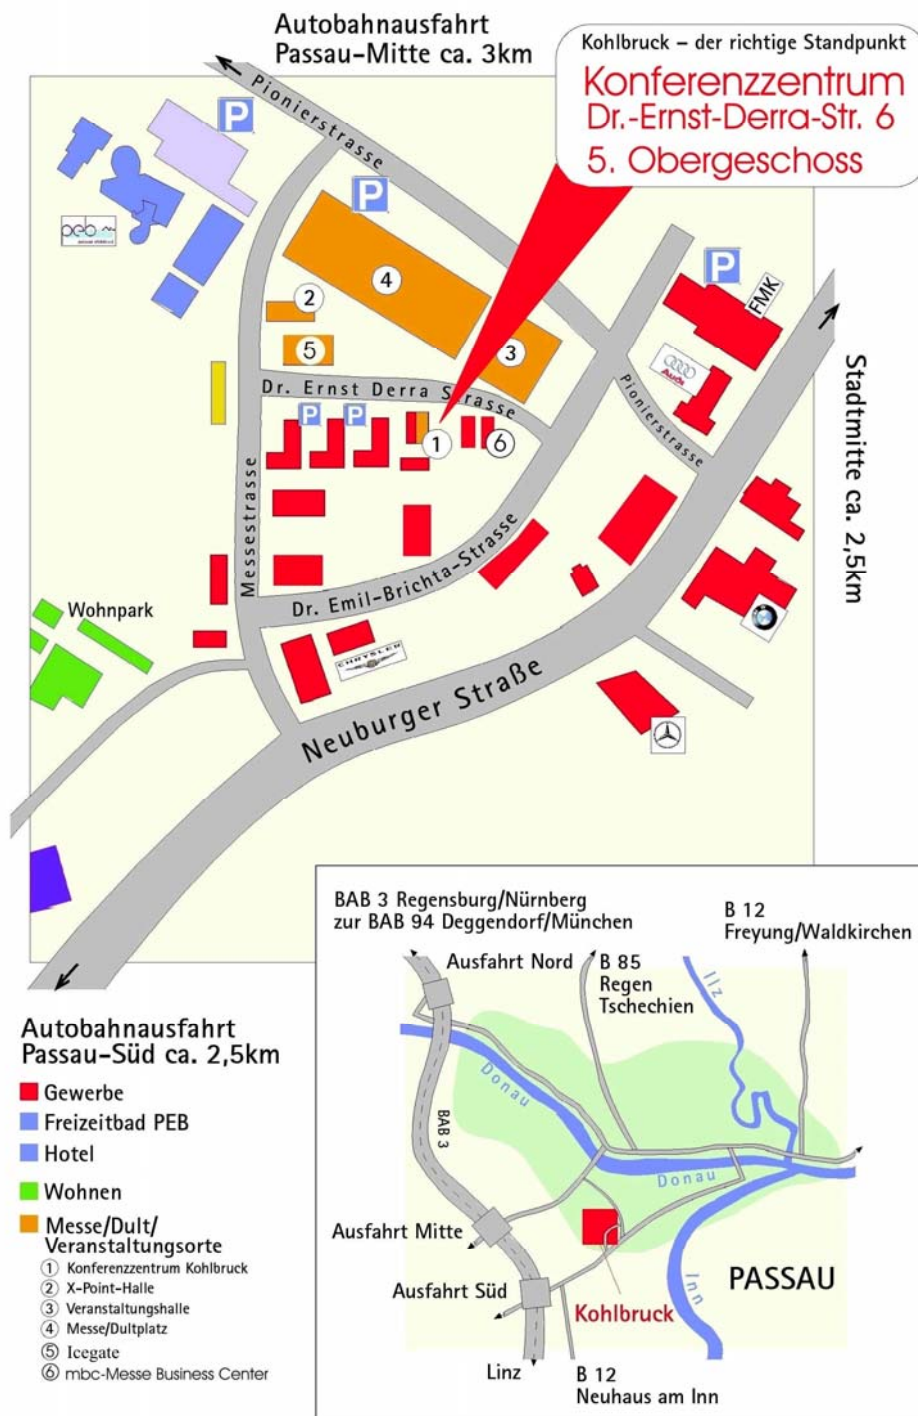 Autobahnausfahrt
Passau-Mitte ca. 3km
Kohlbruck – der richtige Standpunkt
Konferenzzentrum
Dr.-Ernst-Derra-Str. 6
5. Obergeschoss
Pionierstrasse
P
P
P
P
P
peb
FMK
Audi
4
2
3
5
1
6
Dr. Ernst Derra Strasse
Pionierstrasse
Messestrasse
Dr. Emil-Brichta-Strasse
Stadtmitte ca. 2,5km
Wohnpark
CHRYSLER
Neuburger Straße
Autobahnausfahrt
Passau-Süd ca. 2,5km
Gewerbe
Freizeitbad PEB
Hotel
Wohnen
Messe/Dult/
Veranstaltungsorte
1 Konferenzzentrum Kohlbruck
2 X-Point-Halle
3 Veranstaltungshalle
4 Messe/Dultplatz
5 Icegate
6 mbc-Messe Business Center
BAB 3 Regensburg/Nürnberg
zur BAB 94 Deggendorf/München
B 12
Freyung/Waldkirchen
Ausfahrt Nord
B 85
Regen
Tschechien
Ilz
Donau
BAB 3
Donau
Ausfahrt Mitte
Ausfahrt Süd
Inn
PASSAU
Kohlbruck
Linz
B 12
Neuhaus am Inn